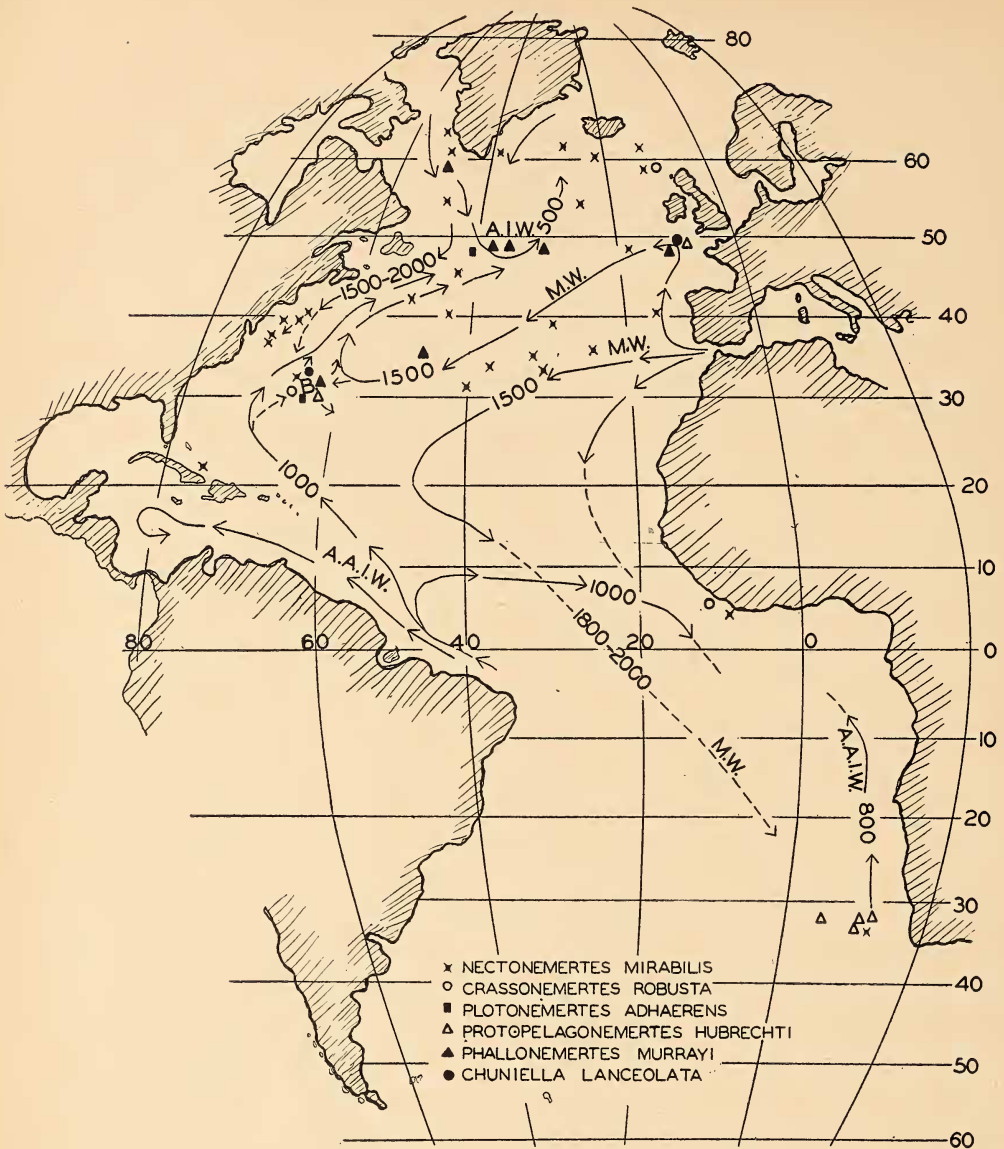 80
60
50
40
30
20
10
0
10
20
30
40
50
60
A.I.W.
500
1500-2000
M.W.
M.W.
1500
1500
B
1000
A.A.I.W.
1000
80
60
40
20
0
1800-2000
M.W.
A.A.I.W.
800
NECTONEMERTES MIRABILIS
CRASSONEMERTES ROBUSTA
PLOTONEMERTES ADHAERENS
PROTOPELAGONEMERTES HUBRECHTI
PHALLONEMERTES MURRAYI
CHUNIELLA LANCEOLATA